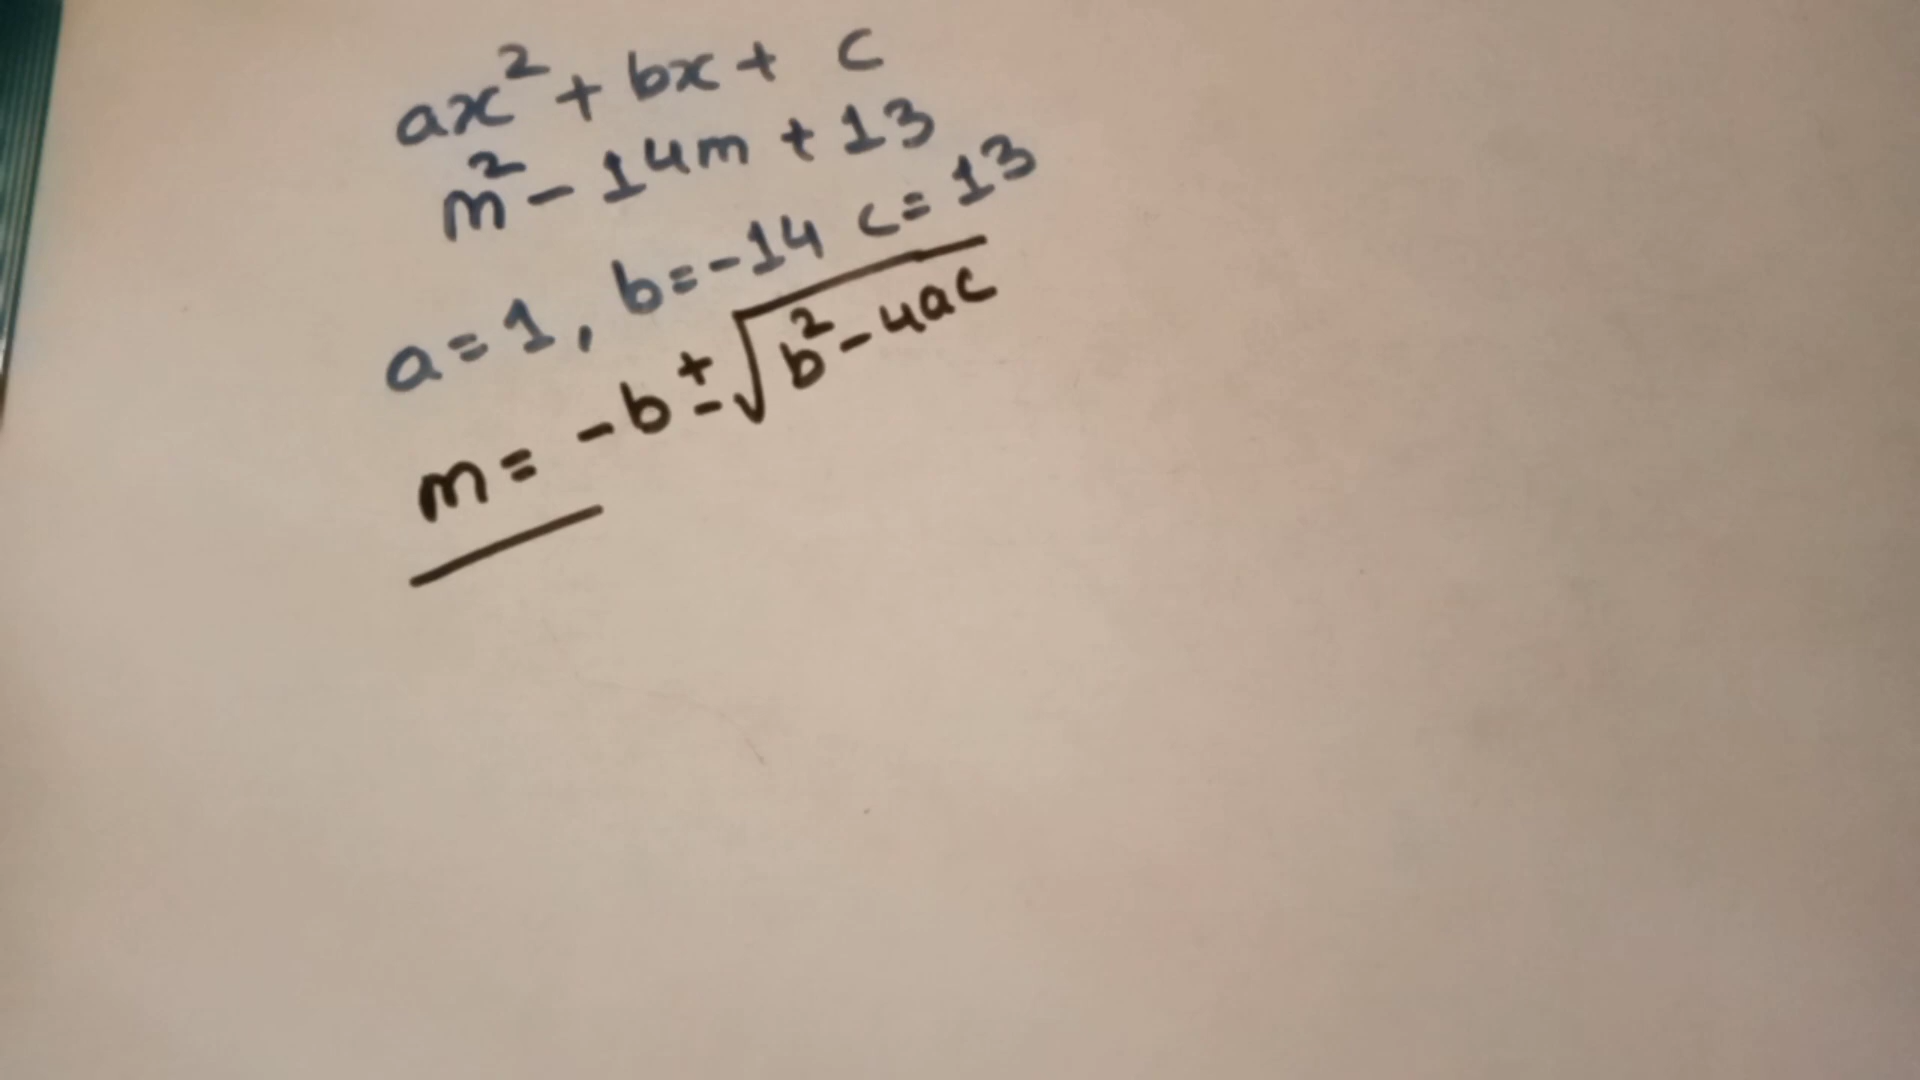 ax² + bx + c
m² - 14m + 13
a = 1, b = -14 c = 13
m = -b ± √b² - 4ac